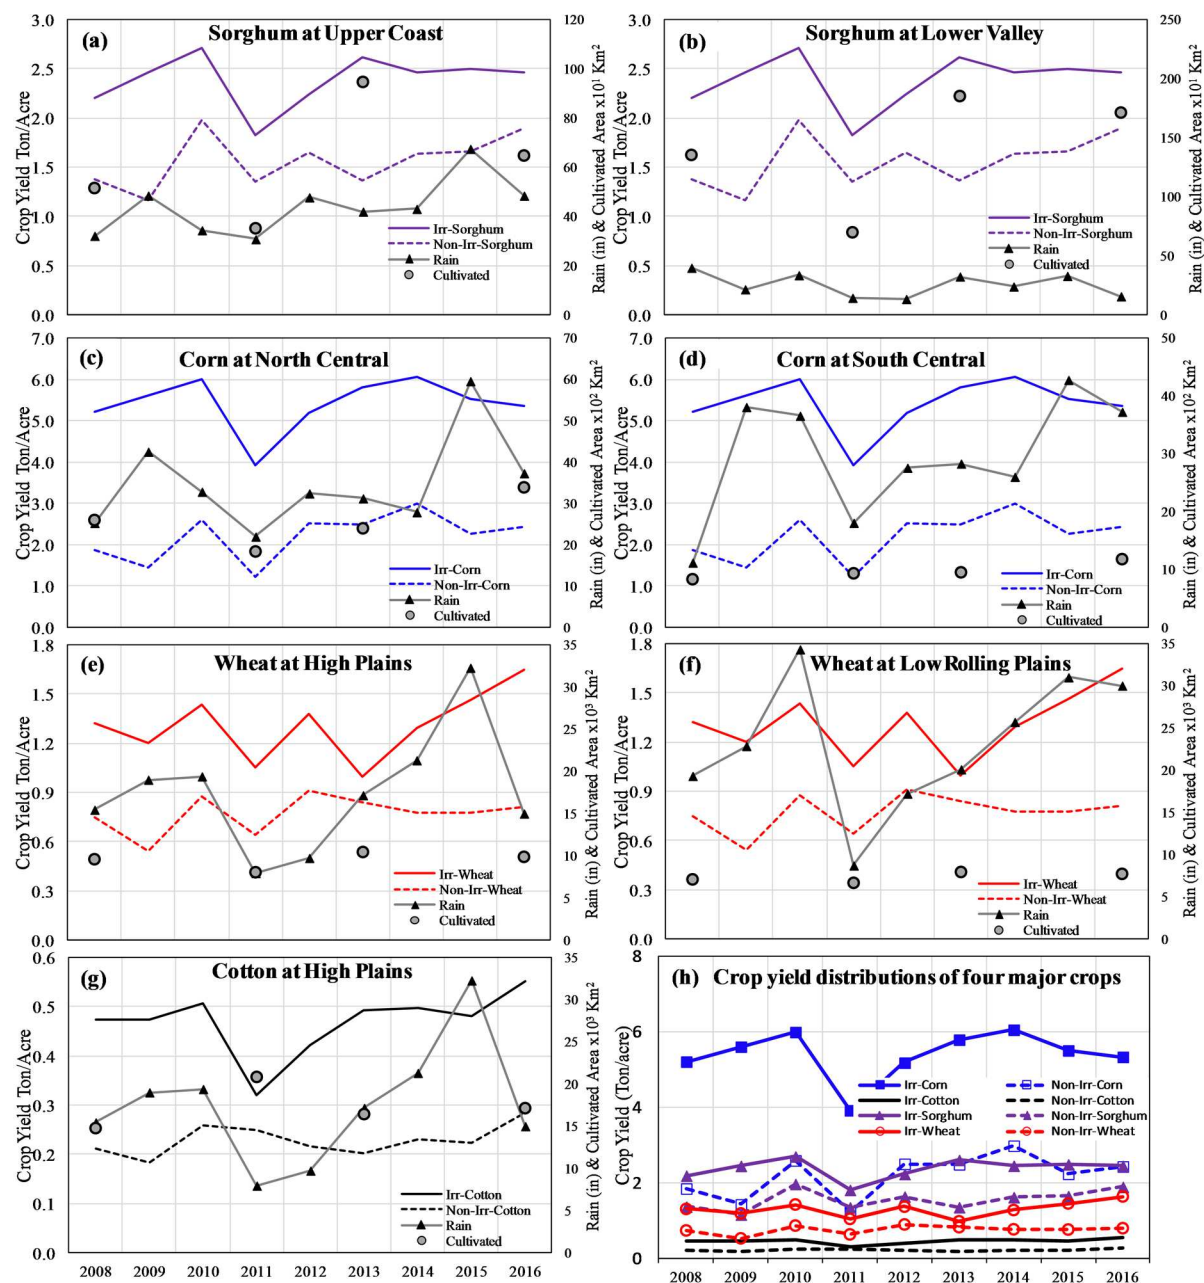 (a) Sorghum at Upper Coast
3.0
2.5
2.0
1.5
1.0
0.5
0.0
Crop Yield Ton/Acre
120
100
80
60
40
20
0
Rain (in) & Cultivated Area x10¹ Km²
Irr-Sorghum
Non-Irr-Sorghum
Rain
Cultivated
(b) Sorghum at Lower Valley
3.0
2.5
2.0
1.5
1.0
0.5
0.0
Crop Yield Ton/Acre
250
200
150
100
50
0
Rain (in) & Cultivated Area x10¹ Km²
Irr-Sorghum
Non-Irr-Sorghum
Rain
Cultivated
(c) Corn at North Central
7.0
6.0
5.0
4.0
3.0
2.0
1.0
0.0
Crop Yield Ton/Acre
70
60
50
40
30
20
10
0
Rain (in) & Cultivated Area x10² Km²
Irr-Corn
Non-Irr-Corn
Rain
Cultivated
(d) Corn at South Central
7.0
6.0
5.0
4.0
3.0
2.0
1.0
0.0
Crop Yield Ton/Acre
50
40
30
20
10
0
Rain (in) & Cultivated Area x10² Km²
Irr-Corn
Non-Irr-Corn
Rain
Cultivated
(e) Wheat at High Plains
1.8
1.5
1.2
0.9
0.6
0.3
0.0
Crop Yield Ton/Acre
35
30
25
20
15
10
5
0
Rain (in) & Cultivated Area x10³ Km²
Irr-Wheat
Non-Irr-Wheat
Rain
Cultivated
(f) Wheat at Low Rolling Plains
1.8
1.5
1.2
0.9
0.6
0.3
0.0
Crop Yield Ton/Acre
35
30
25
20
15
10
5
0
Rain (in) & Cultivated Area x10³ Km²
Irr-Wheat
Non-Irr-Wheat
Rain
Cultivated
(g) Cotton at High Plains
0.6
0.5
0.4
0.3
0.2
0.1
0.0
Crop Yield Ton/Acre
35
30
25
20
15
10
5
0
Rain (in) & Cultivated Area x10³ Km²
Irr-Cotton
Non-Irr-Cotton
Rain
Cultivated
2008 2009 2010 2011 2012 2013 2014 2015 2016
(h) Crop yield distributions of four major crops
8
6
4
2
0
Crop Yield (Ton/acre)
Irr-Corn Non-Irr-Corn
Irr-Cotton Non-Irr-Cotton
Irr-Sorghum Non-Irr-Sorghum
Irr-Wheat Non-Irr-Wheat
2008 2009 2010 2011 2012 2013 2014 2015 2016